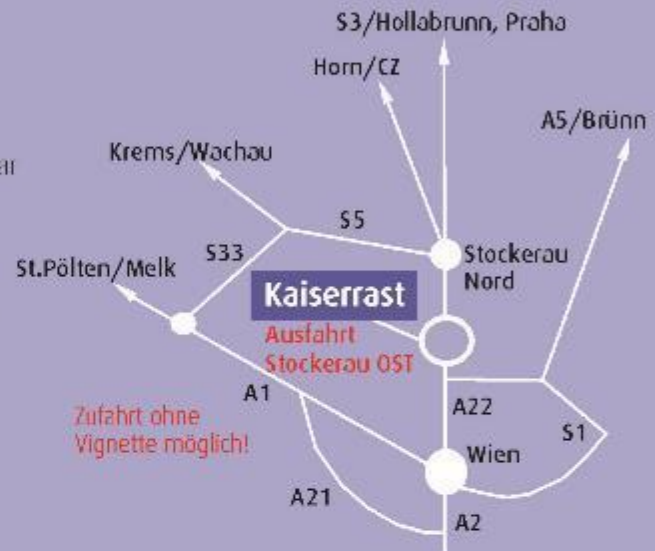 S3/Hollabrunn, Praha
Horn/CZ
A5/Brünn
Krems/Wachau
S5
S33
Stockerau
Nord
St.Pölten/Melk
Kaiserrast
Ausfahrt
Stockerau OST
A1
A22
Zufahrt ohne
Vignette möglich!
S1
Wien
A21
A2